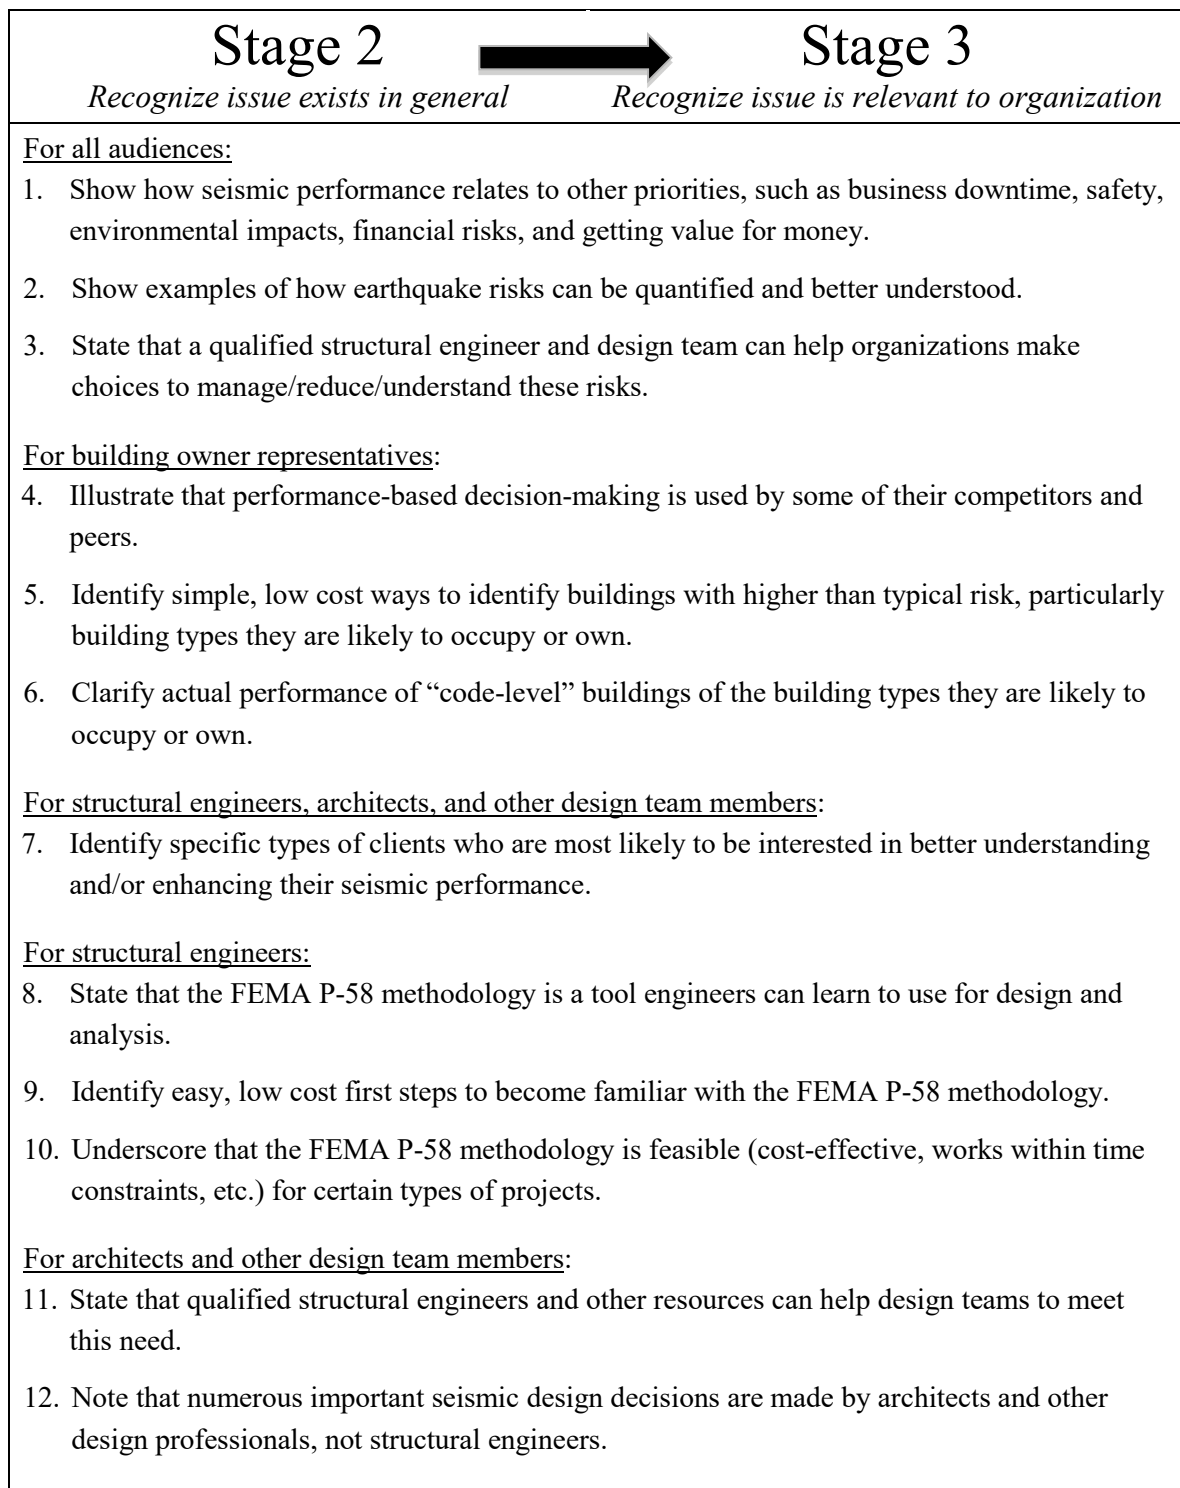 Stage 2 Stage 3
Recognize issue exists in general Recognize issue is relevant to organization
For all audiences:
1. Show how seismic performance relates to other priorities, such as business downtime, safety,
environmental impacts, financial risks, and getting value for money.
2. Show examples of how earthquake risks can be quantified and better understood.
3. State that a qualified structural engineer and design team can help organizations make
choices to manage/reduce/understand these risks.
For building owner representatives:
4. Illustrate that performance-based decision-making is used by some of their competitors and
peers.
5. Identify simple, low cost ways to identify buildings with higher than typical risk, particularly
building types they are likely to occupy or own.
6. Clarify actual performance of “code-level” buildings of the building types they are likely to
occupy or own.
For structural engineers, architects, and other design team members:
7. Identify specific types of clients who are most likely to be interested in better understanding
and/or enhancing their seismic performance.
For structural engineers:
8. State that the FEMA P-58 methodology is a tool engineers can learn to use for design and
analysis.
9. Identify easy, low cost first steps to become familiar with the FEMA P-58 methodology.
10. Underscore that the FEMA P-58 methodology is feasible (cost-effective, works within time
constraints, etc.) for certain types of projects.
For architects and other design team members:
11. State that qualified structural engineers and other resources can help design teams to meet
this need.
12. Note that numerous important seismic design decisions are made by architects and other
design professionals, not structural engineers.